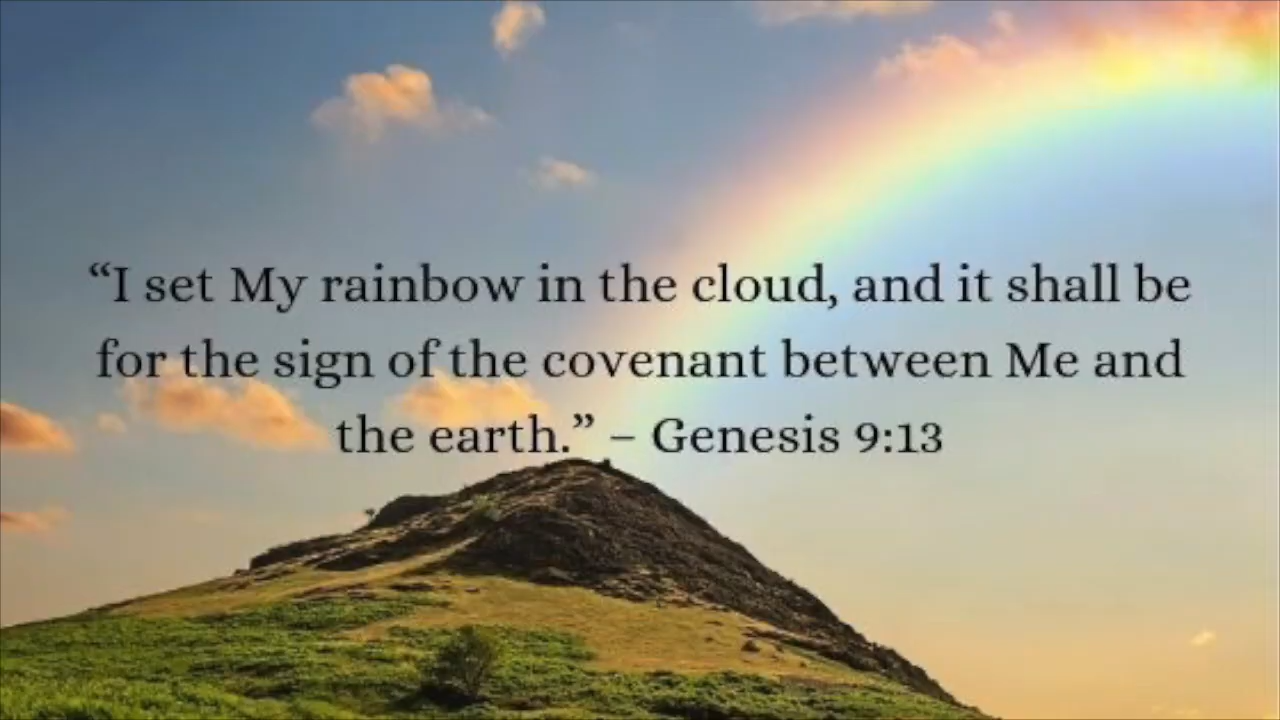 “I set My rainbow in the cloud, and it shall be
for the sign of the covenant between Me and
the earth.” – Genesis 9:13